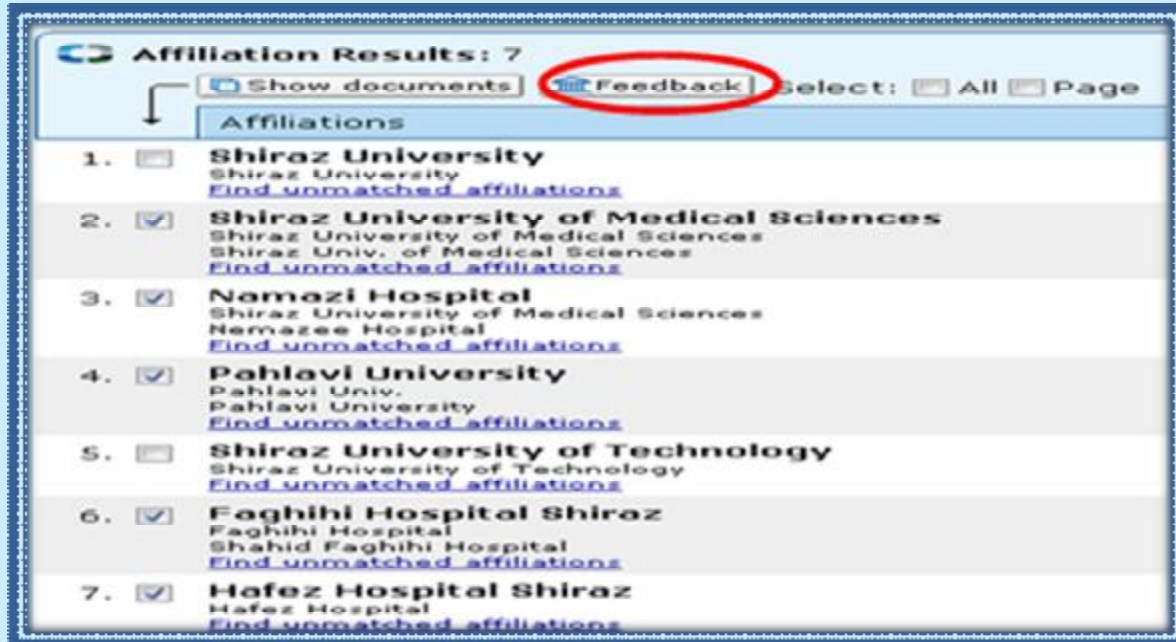 Affiliation Results: 7
Show documents Feedback Select: All Page
Affiliations
1. Shiraz University
Shiraz University
Find unmatched affiliations
2. Shiraz University of Medical Sciences
Shiraz University of Medical Sciences
Shiraz Univ. of Medical Sciences
Find unmatched affiliations
3. Namazi Hospital
Shiraz University of Medical Sciences
Nemazee Hospital
Find unmatched affiliations
4. Pahlavi University
Pahlavi Univ.
Pahlavi University
Find unmatched affiliations
5. Shiraz University of Technology
Shiraz University of Technology
Find unmatched affiliations
6. Faghihi Hospital Shiraz
Faghihi Hospital
Shahid Faghihi Hospital
Find unmatched affiliations
7. Hafez Hospital Shiraz
Hafez Hospital
Find unmatched affiliations